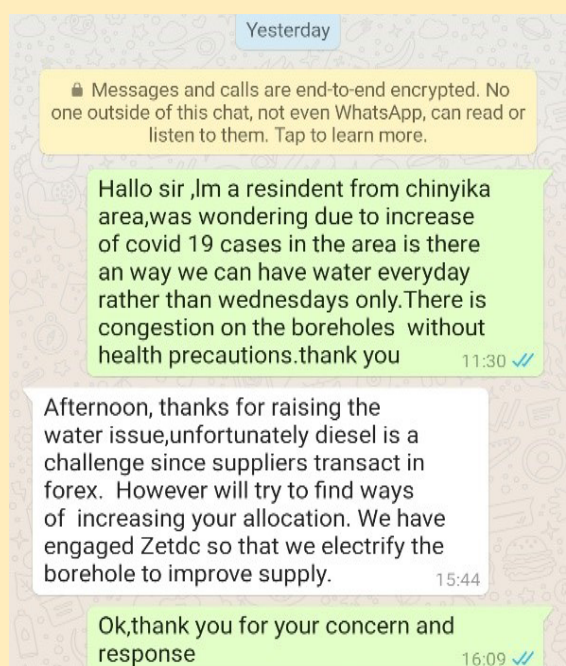 Yesterday
Messages and calls are end-to-end encrypted. No
one outside of this chat, not even WhatsApp, can read or
listen to them. Tap to learn more.
Hallo sir ,Im a resindent from chinyika
area,was wondering due to increase
of covid 19 cases in the area is there
an way we can have water everyday
rather than wednesdays only.There is
congestion on the boreholes without
health precautions.thank you
11:30
Afternoon, thanks for raising the
water issue,unfortunately diesel is a
challenge since suppliers transact in
forex. However will try to find ways
of increasing your allocation. We have
engaged Zetdc so that we electrify the
borehole to improve supply.
15:44
Ok,thank you for your concern and
response
16:09